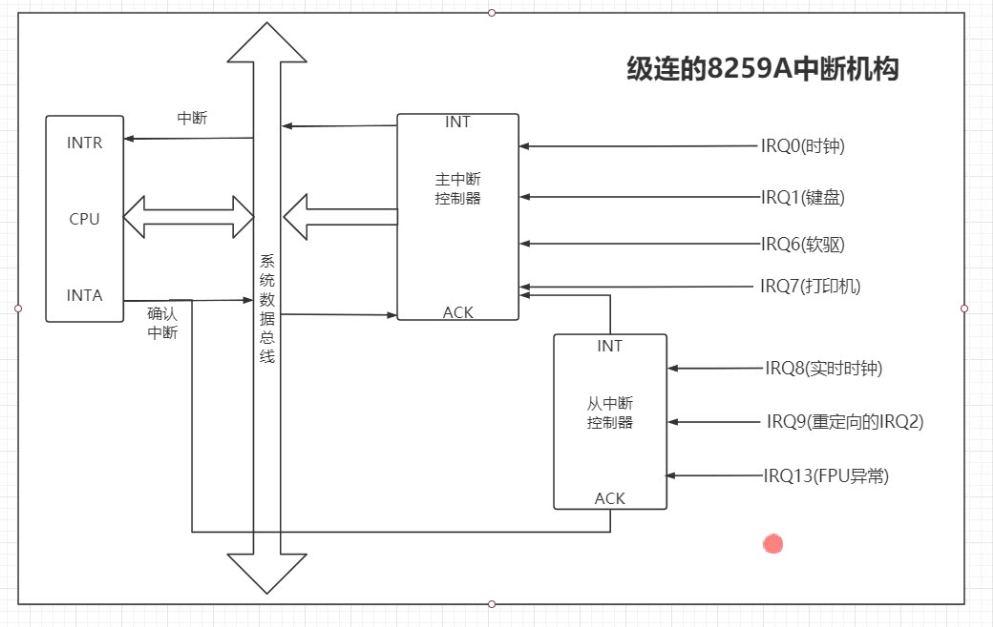 级连的8259A中断机构
INTR
CPU
INTA
中断
确认
中断
系统数据总线
INT
主中断
控制器
ACK
IRQ0(时钟)
IRQ1(键盘)
IRQ6(软驱)
IRQ7(打印机)
INT
从中断
控制器
ACK
IRQ8(实时时钟)
IRQ9(重定向的IRQ2)
IRQ13(FPU异常)